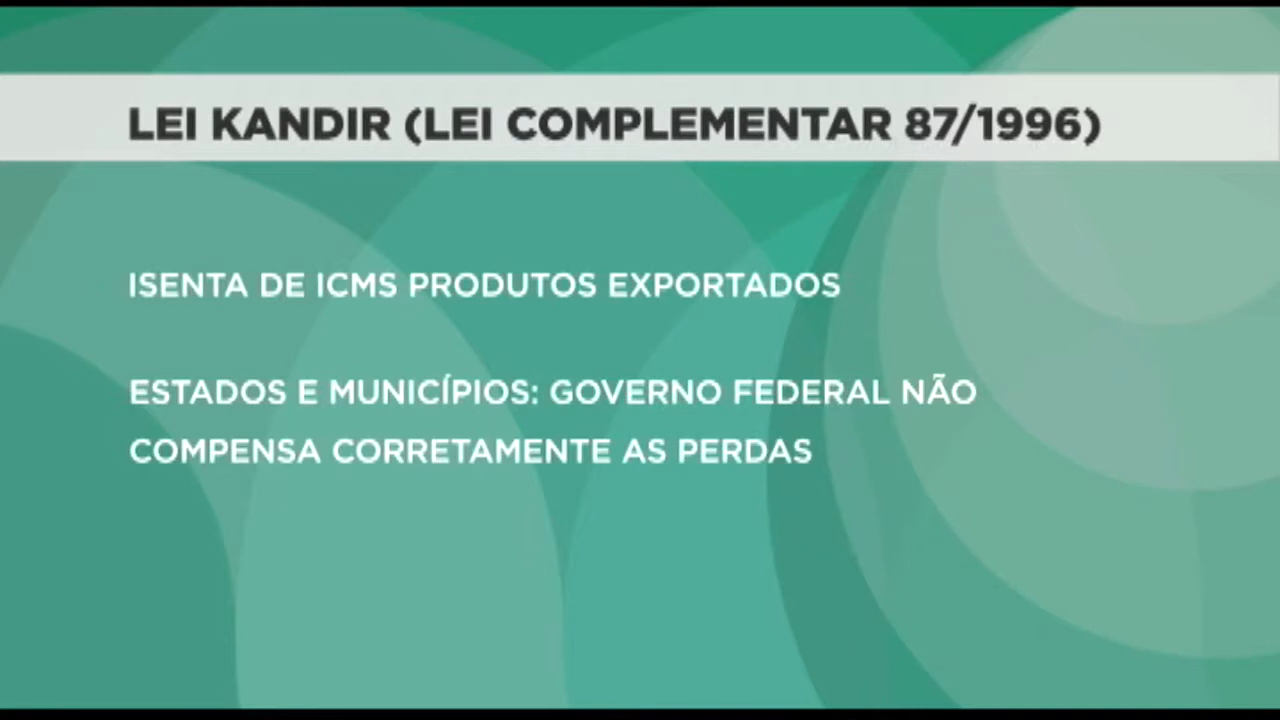 LEI KANDIR (LEI COMPLEMENTAR 87/1996)
ISENTA DE ICMS PRODUTOS EXPORTADOS
ESTADOS E MUNICÍPIOS: GOVERNO FEDERAL NÃO
COMPENSA CORRETAMENTE AS PERDAS